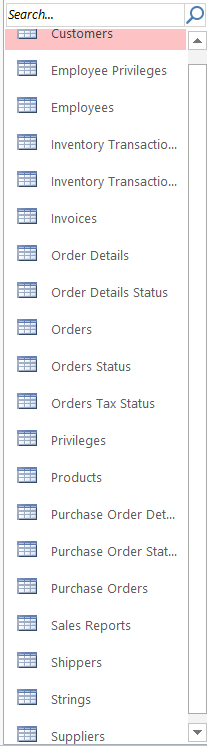 Search...
Customers
Employee Privileges
Employees
Inventory Transactio...
Inventory Transactio...
Invoices
Order Details
Order Details Status
Orders
Orders Status
Orders Tax Status
Privileges
Products
Purchase Order Det...
Purchase Order Stat...
Purchase Orders
Sales Reports
Shippers
Strings
Suppliers